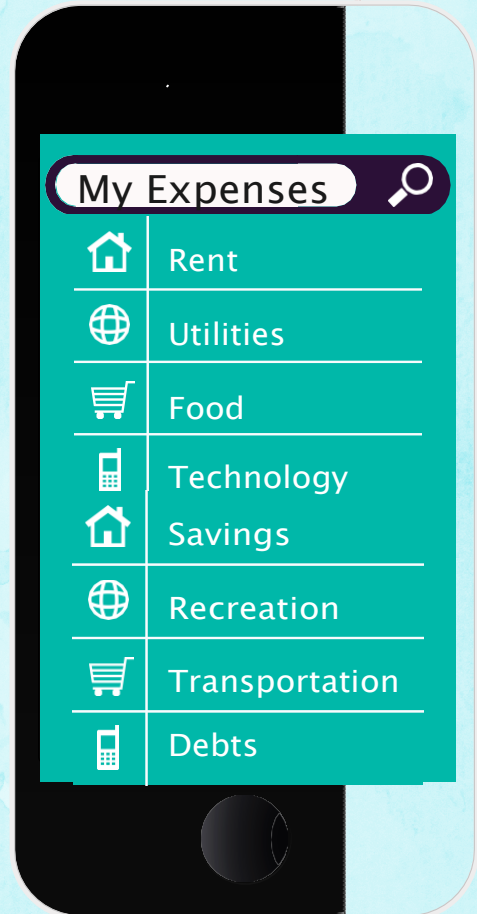 My Expenses
Rent
Utilities
Food
Technology
Savings
Recreation
Transportation
Debts